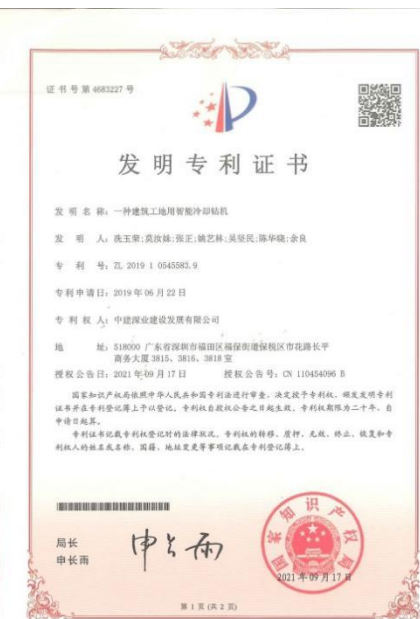 证书号第4683227号
发明专利证书
发 明 名 称：一种建筑工地用智能冷却钻机
发 明 人：冼玉荣;莫汝妹;张正;姚艺林;吴坚民;陈华晓;余良
专 利 号：ZL 2019 1 0545583.9
专利申请日：2019年06月22日
专 利 权 人：中建深业建设发展有限公司
地 址：518000 广东省深圳市福田区福保街道保税区市花路长平
商务大厦3815、3816、3818室
授权公告日：2021年09月17日 授权公告号：CN 110454096 B
国家知识产权局依照中华人民共和国专利法进行审查，决定授予专利权，颁发发明专利
证书并在专利登记簿上予以登记。专利权自授权公告之日起生效。专利权期限为二十年，自
申请日起算。
专利证书记载专利权登记时的法律状况。专利权的转移、质押、无效、终止、恢复和专
利权人的姓名或名称、国籍、地址变更等事项记载在专利登记簿上。
局长
申长雨
申长雨
国家知识产权局
2021年09月17日
第 1 页 (共 2 页)